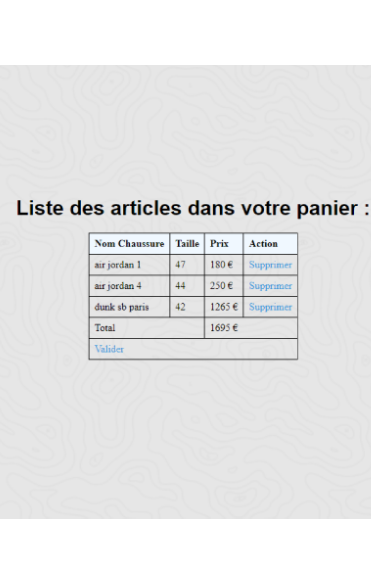 Liste des articles dans votre panier :
Nom Chaussure Taille Prix Action
air jordan 1 47 180 € Supprimer
air jordan 4 44 250 € Supprimer
dunk sb paris 42 1265 € Supprimer
Total 1695 €
Valider